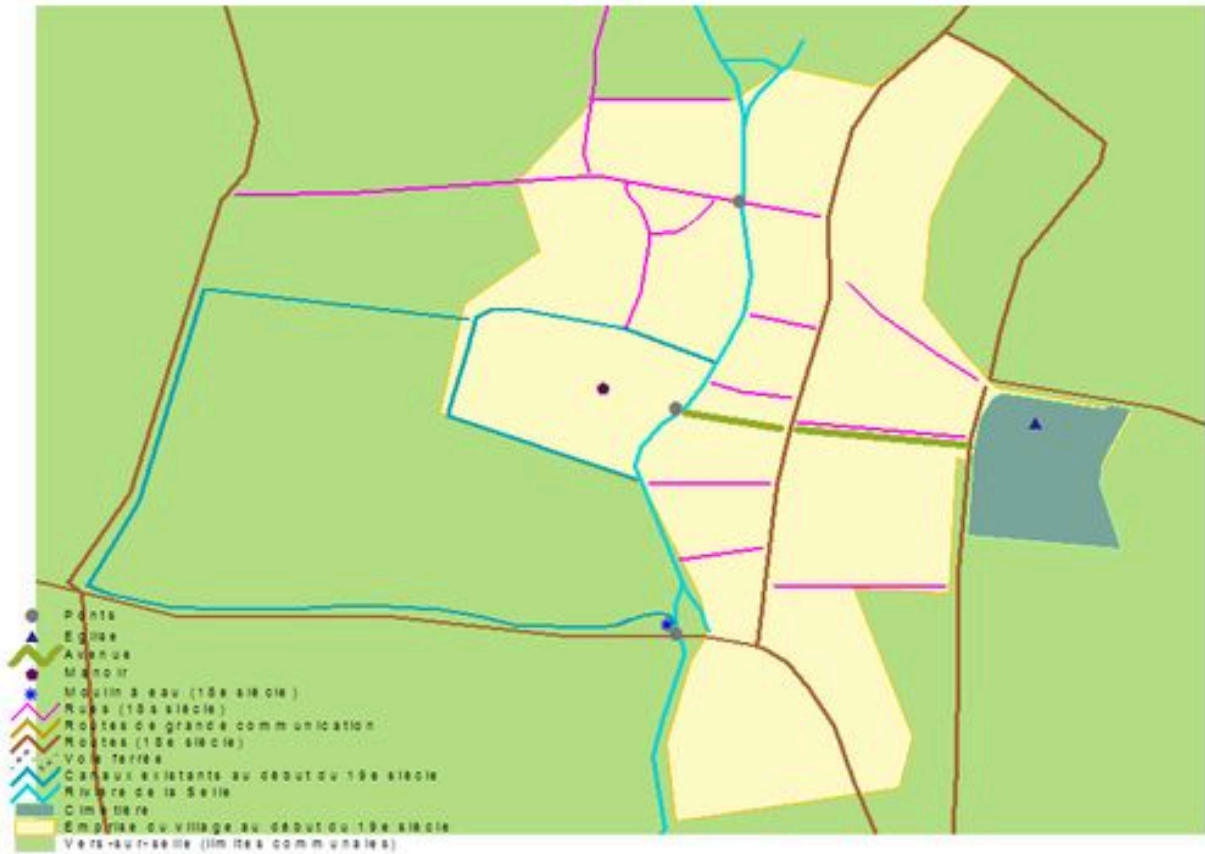 Ponts
Eglise
Avenue
Manoir
Moulin à eau (18e siècle)
Rues (18s siècle)
Routes de grande communication
Routes (18e siècle)
Voie ferrée
Canaux existants au début du 19e siècle
Rivière de la Selle
Cimetière
Emprise du village au début du 19e siècle
Vers-sur-selle (limites communales)